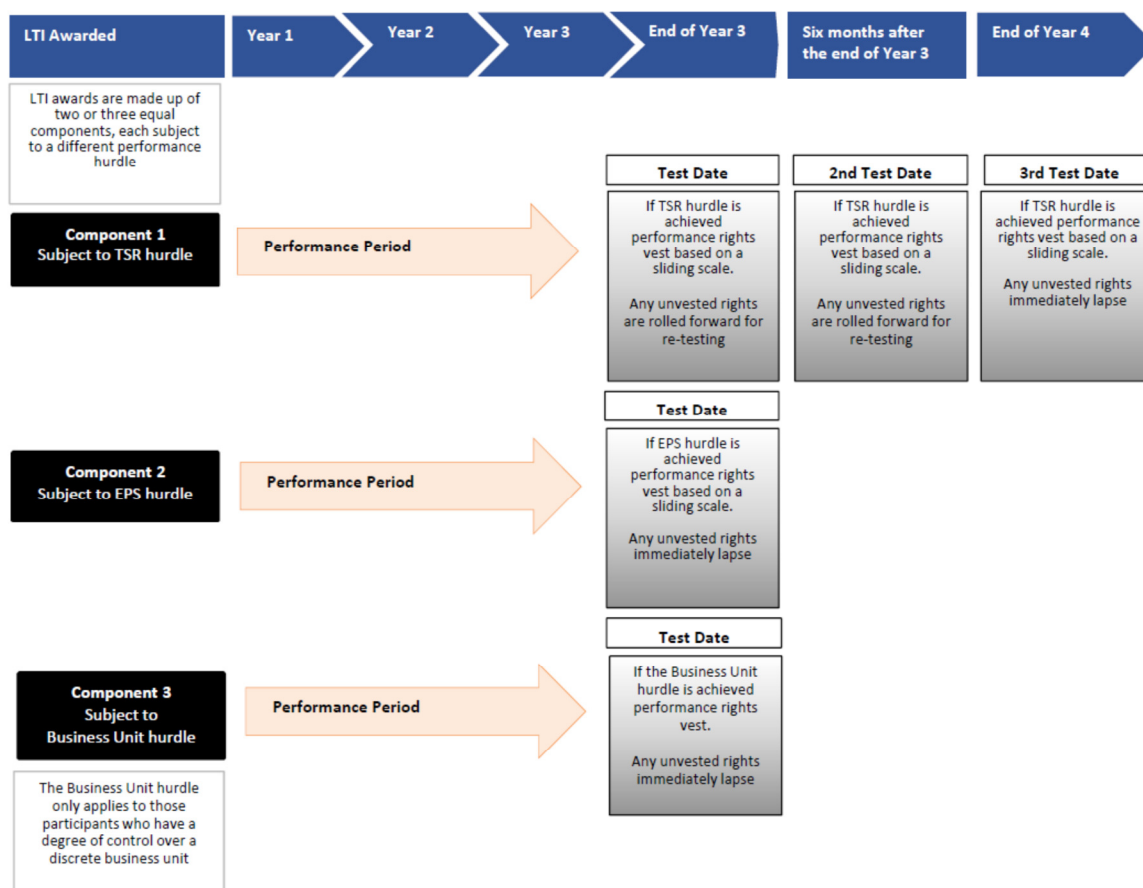 LTI Awarded
Year 1
Year 2
Year 3
End of Year 3
Six months after
the end of Year 3
End of Year 4
LTI awards are made up of
two or three equal
components, each subject
to a different performance
hurdle
Component 1
Subject to TSR hurdle
Performance Period
Test Date
If TSR hurdle is
achieved
performance rights
vest based on a
sliding scale.
Any unvested rights
are rolled forward for
re-testing
2nd Test Date
If TSR hurdle is
achieved
performance rights
vest based on a
sliding scale.
Any unvested rights
are rolled forward for
re-testing
3rd Test Date
If TSR hurdle is
achieved performance
rights vest based on a
sliding scale.
Any unvested rights
immediately lapse
Component 2
Subject to EPS hurdle
Performance Period
Test Date
If EPS hurdle is
achieved
performance rights
vest based on a
sliding scale.
Any unvested rights
immediately lapse
Component 3
Subject to
Business Unit hurdle
Performance Period
Test Date
If the Business Unit
hurdle is achieved
performance rights
vest.
Any unvested rights
immediately lapse
The Business Unit hurdle
only applies to those
participants who have a
degree of control over a
discrete business unit